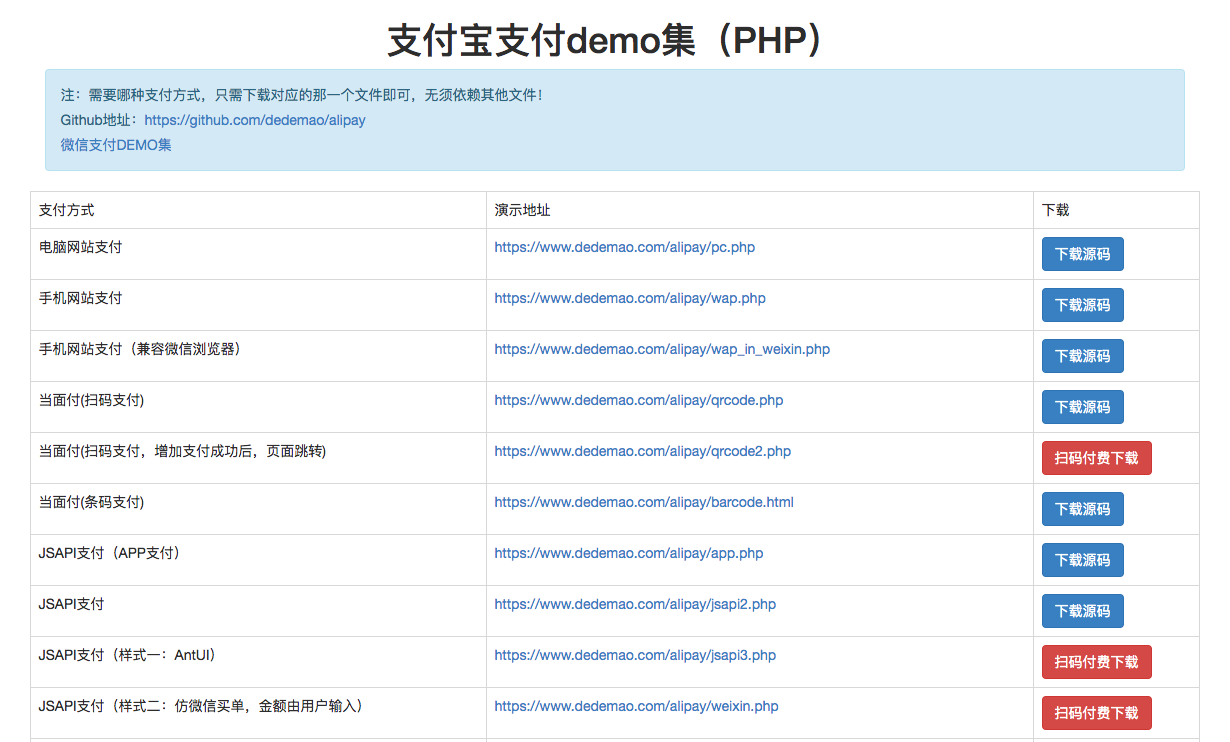 支付宝支付demo集（PHP）
注：需要哪种支付方式，只需下载对应的那一个文件即可，无须依赖其他文件！
Github地址：https://github.com/dedemao/alipay
微信支付DEMO集
支付方式 演示地址 下载
电脑网站支付 https://www.dedemao.com/alipay/pc.php 下载源码
手机网站支付 https://www.dedemao.com/alipay/wap.php 下载源码
手机网站支付（兼容微信浏览器） https://www.dedemao.com/alipay/wap_in_weixin.php 下载源码
当面付(扫码支付) https://www.dedemao.com/alipay/qrcode.php 下载源码
当面付(扫码支付，增加支付成功后，页面跳转) https://www.dedemao.com/alipay/qrcode2.php 扫码付费下载
当面付(条码支付) https://www.dedemao.com/alipay/barcode.html 下载源码
JSAPI支付（APP支付） https://www.dedemao.com/alipay/app.php 下载源码
JSAPI支付 https://www.dedemao.com/alipay/jsapi2.php 下载源码
JSAPI支付（样式一：AntUI） https://www.dedemao.com/alipay/jsapi3.php 扫码付费下载
JSAPI支付（样式二：仿微信买单，金额由用户输入） https://www.dedemao.com/alipay/weixin.php 扫码付费下载